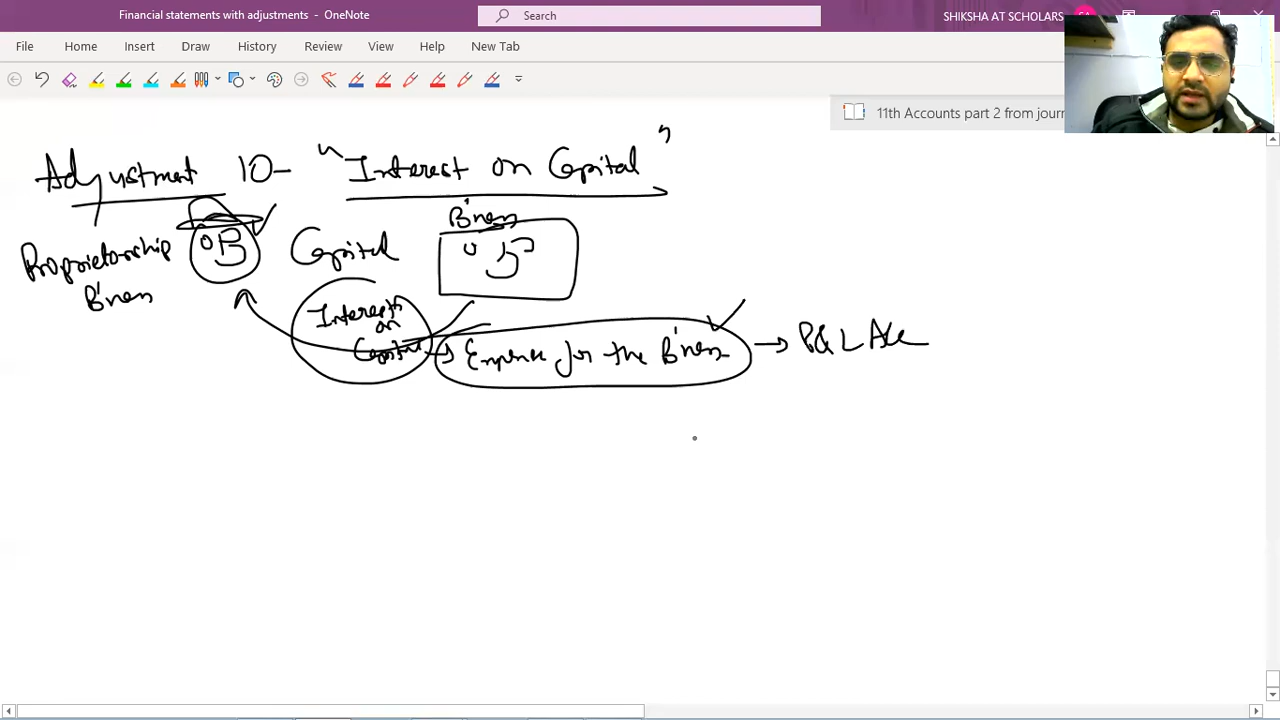 Financial statements with adjustments - OneNote
Search
SHIKSHA AT SCHOLARS
File Home Insert Draw History Review View Help New Tab
11th Accounts part 2 from jour
Adjustment 10- "Interest on Capital"
B'ness
Proprietorship B'ness
Capital
Interest on Capital → Expense for the B'ness → P&L A/c